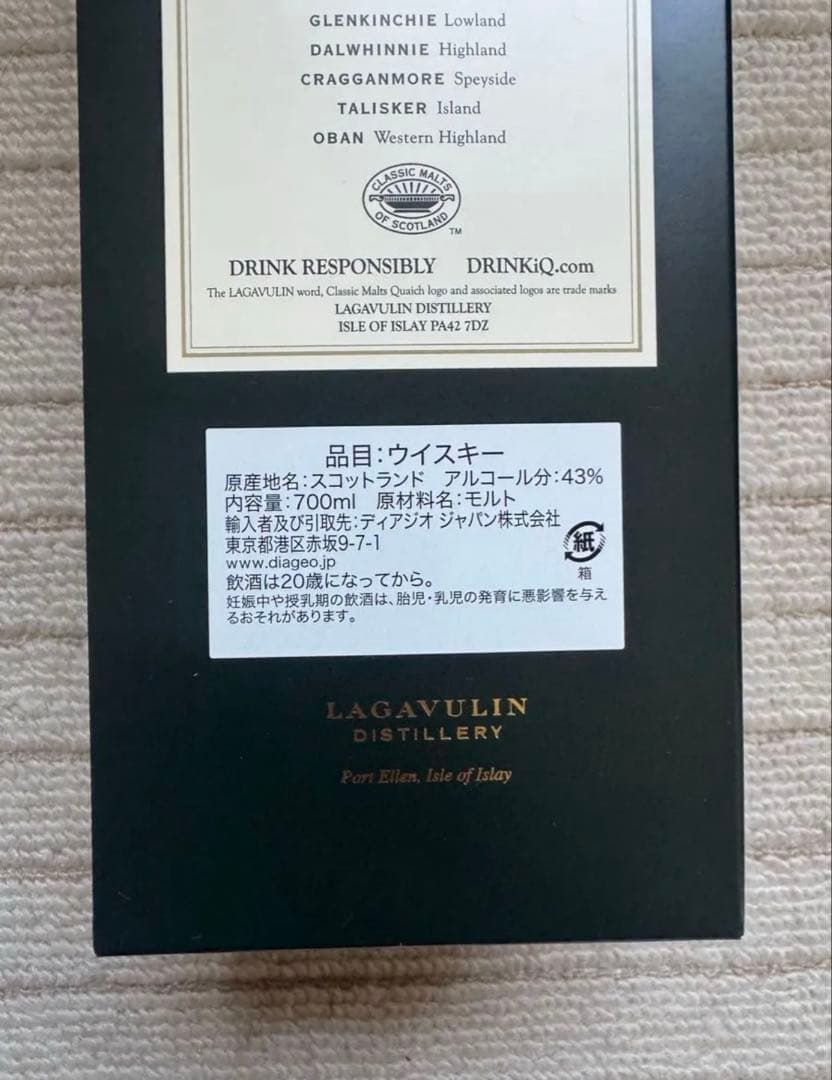 GLENKINCHIE Lowland
DALWHINNIE Highland
CRAGGANMORE Speyside
TALISKER Island
OBAN Western Highland
CLASSIC MALTS
OF SCOTLAND
TM
DRINK RESPONSIBLY DRINKiQ.com
The LAGAVULIN word, Classic Malts Quaich logo and associated logos are trade marks
LAGAVULIN DISTILLERY
ISLE OF ISLAY PA42 7DZ
品目:ウイスキー
原産地名:スコットランド アルコール分:43%
内容量:700ml 原材料名:モルト
輸入者及び引取先:ディアジオ ジャパン株式会社
東京都港区赤坂9-7-1
www.diageo.jp
紙
箱
飲酒は20歳になってから。
妊娠中や授乳期の飲酒は、胎児・乳児の発育に悪影響を与え
るおそれがあります。
LAGAVULIN
DISTILLERY
Port Ellen, Isle of Islay